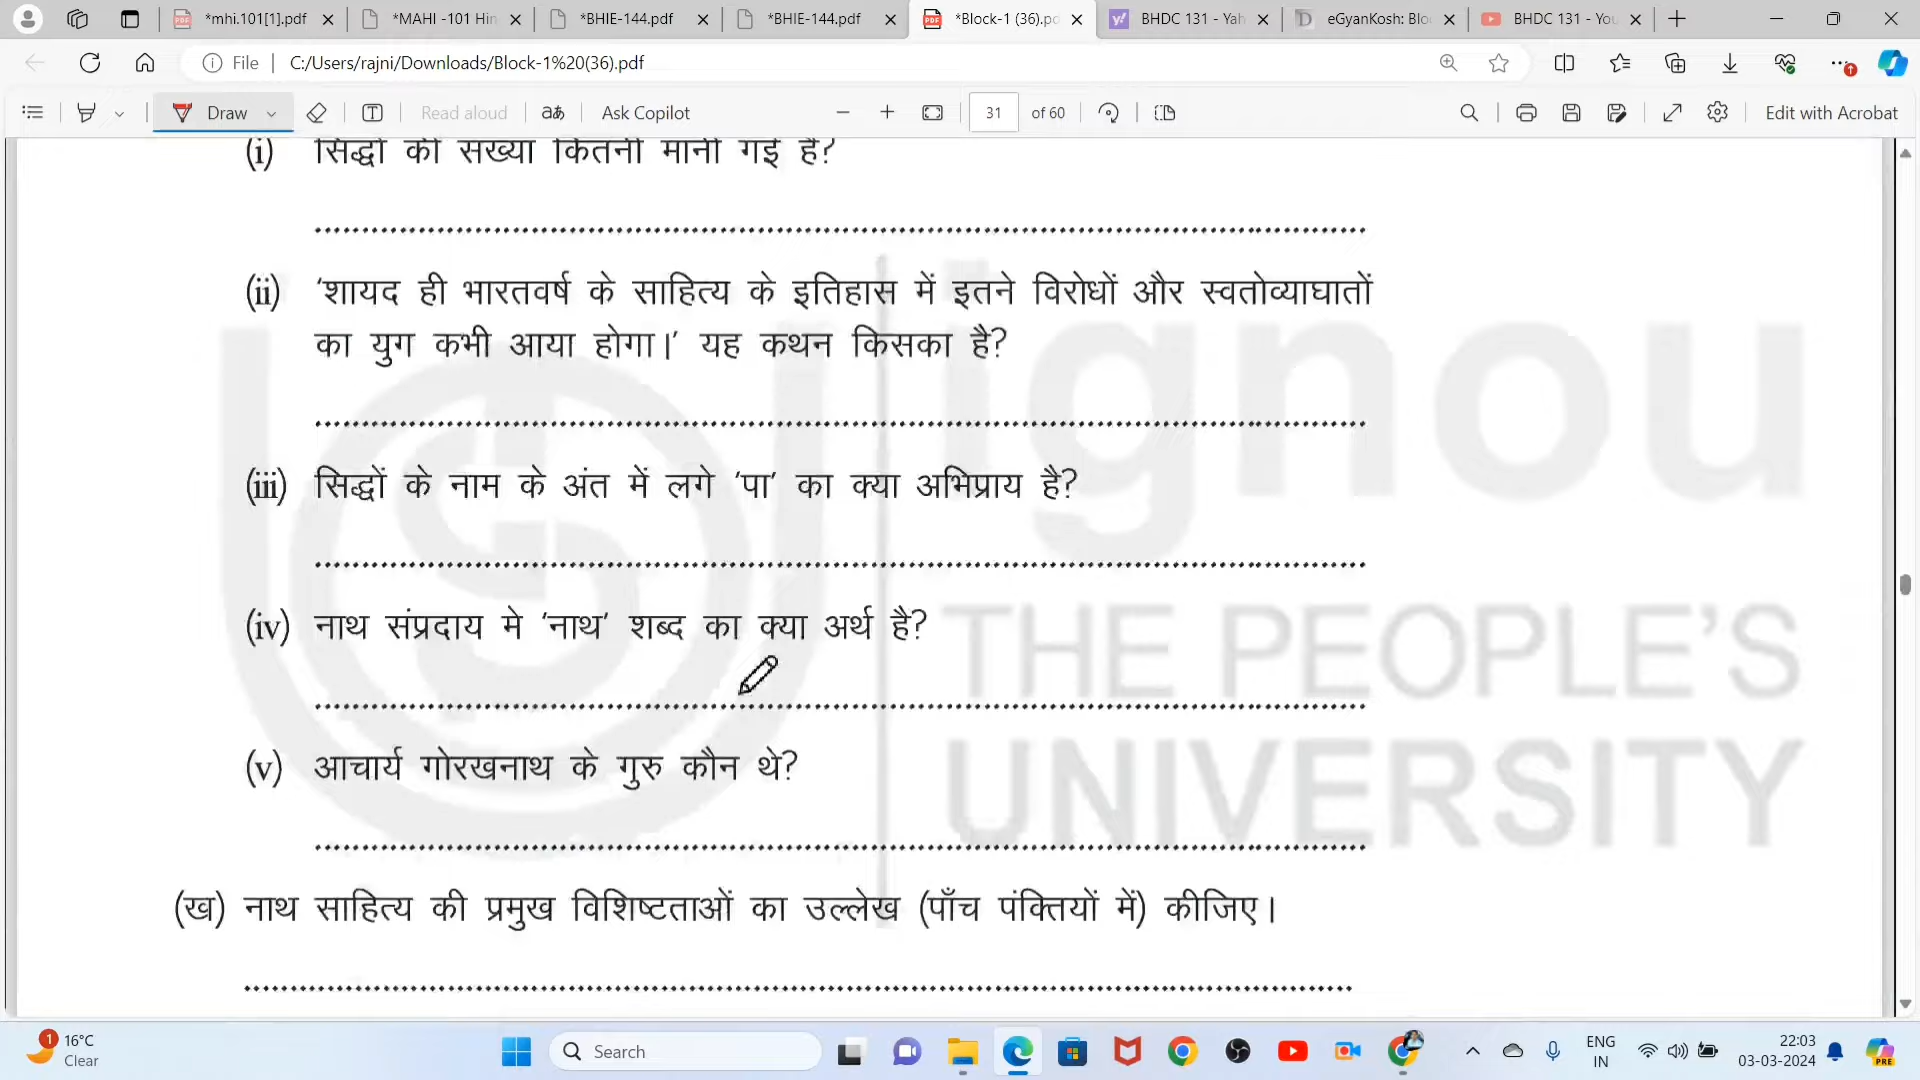 *mhi.101[1].pdf
*MAHI -101 Hin
*BHIE-144.pdf
*BHIE-144.pdf
*Block-1 (36).pd
BHDC 131 - Yah
eGyanKosh: Bloc
BHDC 131 - You
File
C:/Users/rajni/Downloads/Block-1%20(36).pdf
Draw
Read aloud
Ask Copilot
31
of 60
Edit with Acrobat
(i) सिद्धों की संख्या कितनी मानी गई है?
(ii) 'शायद ही भारतवर्ष के साहित्य के इतिहास में इतने विरोधों और स्वतोव्याघातों
का युग कभी आया होगा।' यह कथन किसका है?
(iii) सिद्धों के नाम के अंत में लगे 'पा' का क्या अभिप्राय है?
(iv) नाथ संप्रदाय मे 'नाथ' शब्द का क्या अर्थ है?
(v) आचार्य गोरखनाथ के गुरु कौन थे?
(ख) नाथ साहित्य की प्रमुख विशिष्टताओं का उल्लेख (पाँच पंक्तियों में) कीजिए।
ignou
THE PEOPLE'S
UNIVERSITY
1
16°C
Clear
Search
ENG
IN
22:03
03-03-2024
PRE